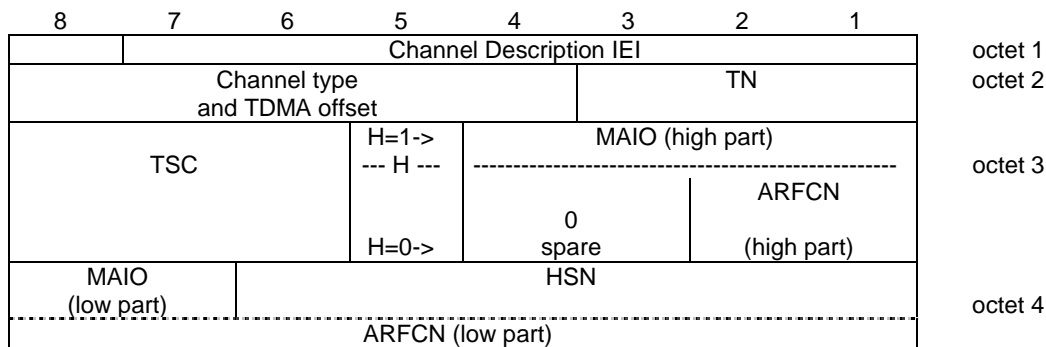 8 7 6 5 4 3 2 1
Channel Description IEI octet 1
Channel type TN octet 2
and TDMA offset
H=1-> MAIO (high part)
TSC --- H --- ----------------------------------------------------- octet 3
ARFCN
0
H=0-> spare (high part)
MAIO HSN
(low part) octet 4
ARFCN (low part)